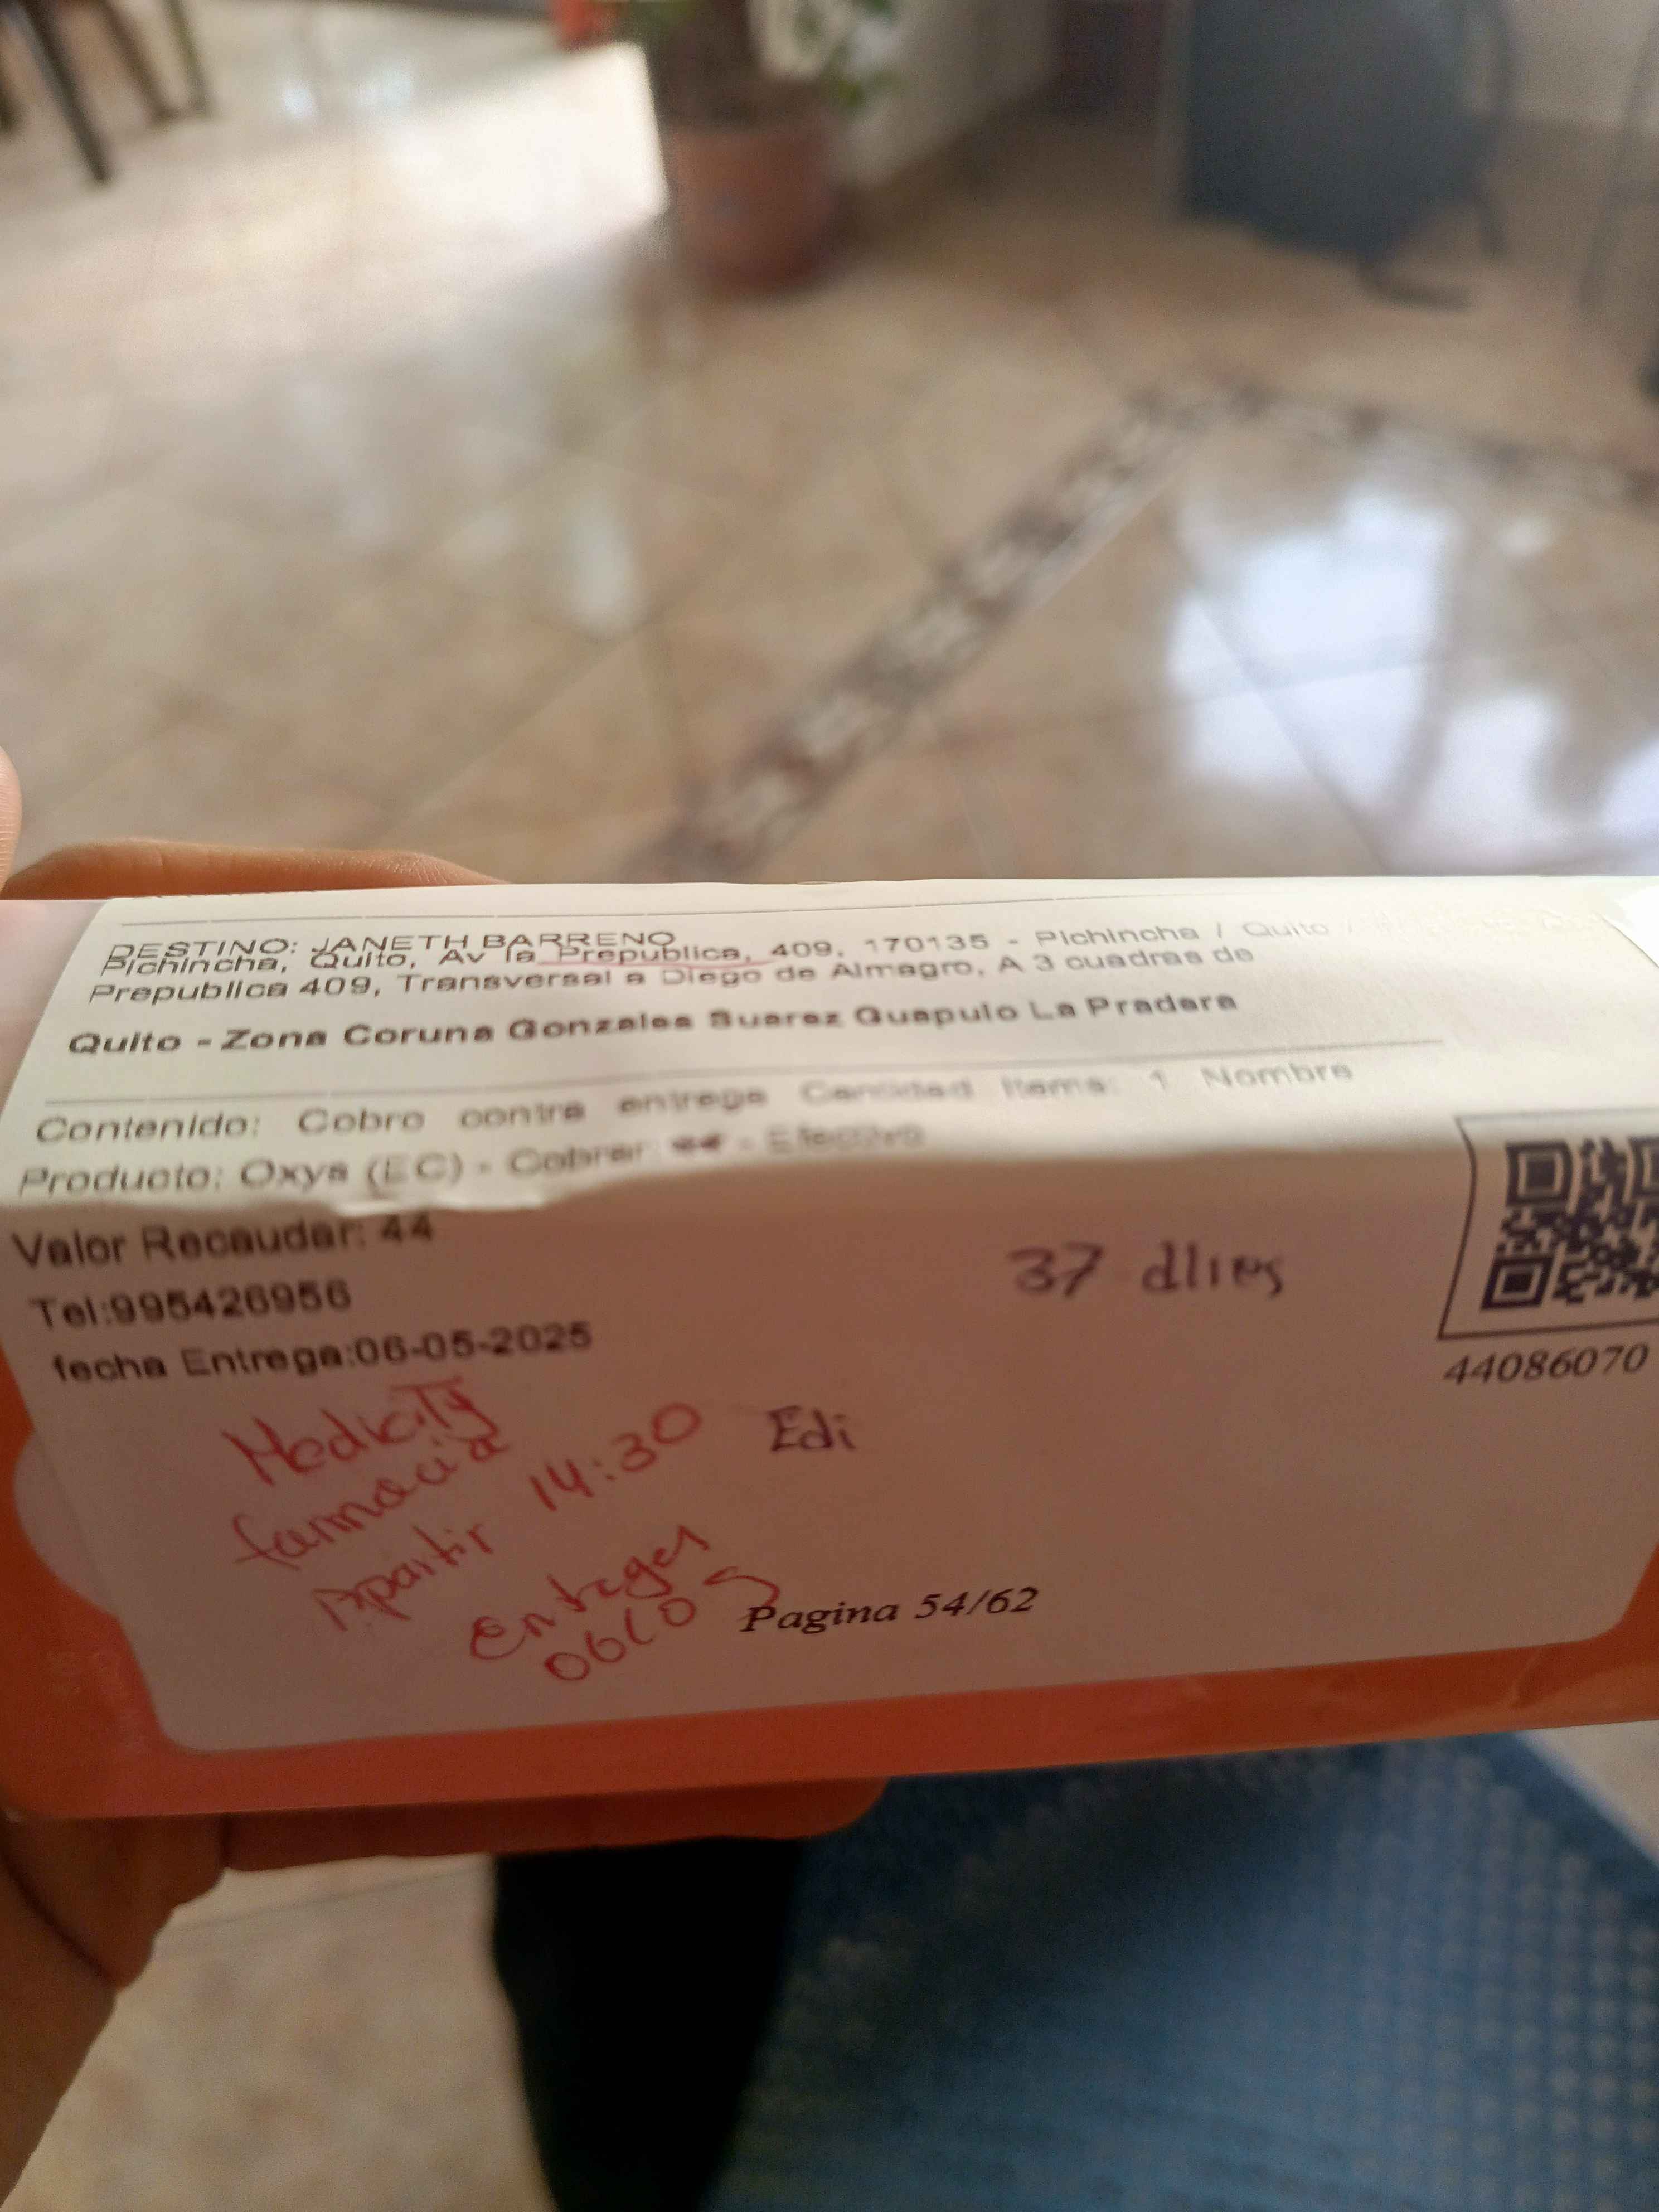 DESTINO: JANETH BARRENO
Pichincha, Quito, Av la Prepublica, 409, 170135 - Pichincha / Quito /
Prepublica 409, Transversal a Diego de Almagro, A 3 cuadras de
Quito - Zona Coruna Gonzales Suarez Guapulo La Pradera
Contenido: Cobro contra entrega Cantidad Items: 1 Nombre
Producto: Oxys (EC) - Cobrar: 44 - Efectivo
Valor Recaudar: 44
Tel:995426956
fecha Entrega:06-05-2025
37 dlres
44086070
Medicity
farmacia
Apartir 14:30
Edi
Entregas
Pagina 54/62